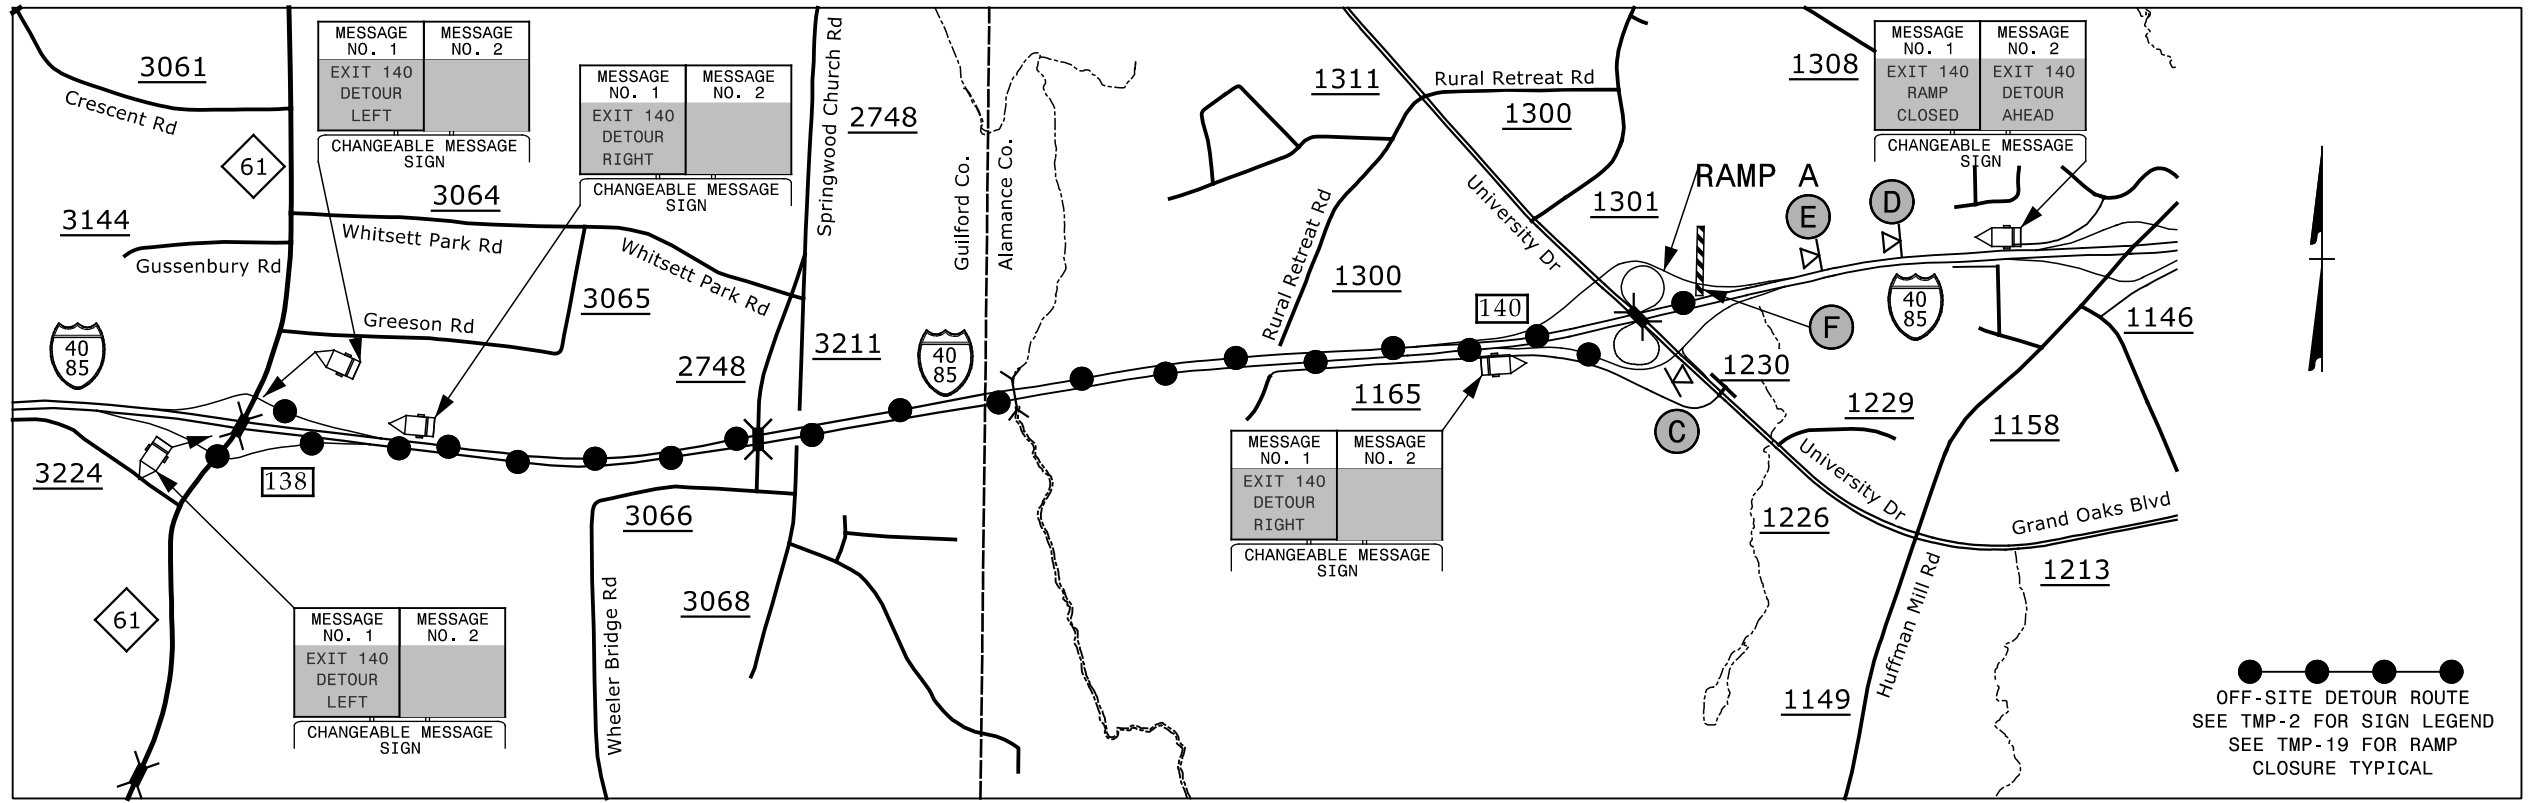 3061
Crescent Rd
61
3144
Gussenbury Rd
MESSAGE NO. 1
MESSAGE NO. 2
EXIT 140
DETOUR
LEFT
CHANGEABLE MESSAGE
SIGN
3064
Whitsett Park Rd
MESSAGE NO. 1
MESSAGE NO. 2
EXIT 140
DETOUR
RIGHT
CHANGEABLE MESSAGE
SIGN
Whitsett Park Rd
3065
Greeson Rd
Springwood Church Rd
2748
2748
3211
40
85
40
85
Guilford Co.
Alamance Co.
3224
138
61
3066
3068
Wheeler Bridge Rd
MESSAGE NO. 1
MESSAGE NO. 2
EXIT 140
DETOUR
LEFT
CHANGEABLE MESSAGE
SIGN
1311
Rural Retreat Rd
1300
1308
MESSAGE NO. 1
MESSAGE NO. 2
EXIT 140
RAMP
CLOSED
EXIT 140
DETOUR
AHEAD
CHANGEABLE MESSAGE
SIGN
University Dr
1301
RAMP A
E
D
Rural Retreat Rd
1300
140
F
40
85
1146
1165
1230
1229
C
1158
MESSAGE NO. 1
MESSAGE NO. 2
EXIT 140
DETOUR
RIGHT
CHANGEABLE MESSAGE
SIGN
University Dr
1226
Grand Oaks Blvd
1213
Huffman Mill Rd
1149
OFF-SITE DETOUR ROUTE
SEE TMP-2 FOR SIGN LEGEND
SEE TMP-19 FOR RAMP
CLOSURE TYPICAL